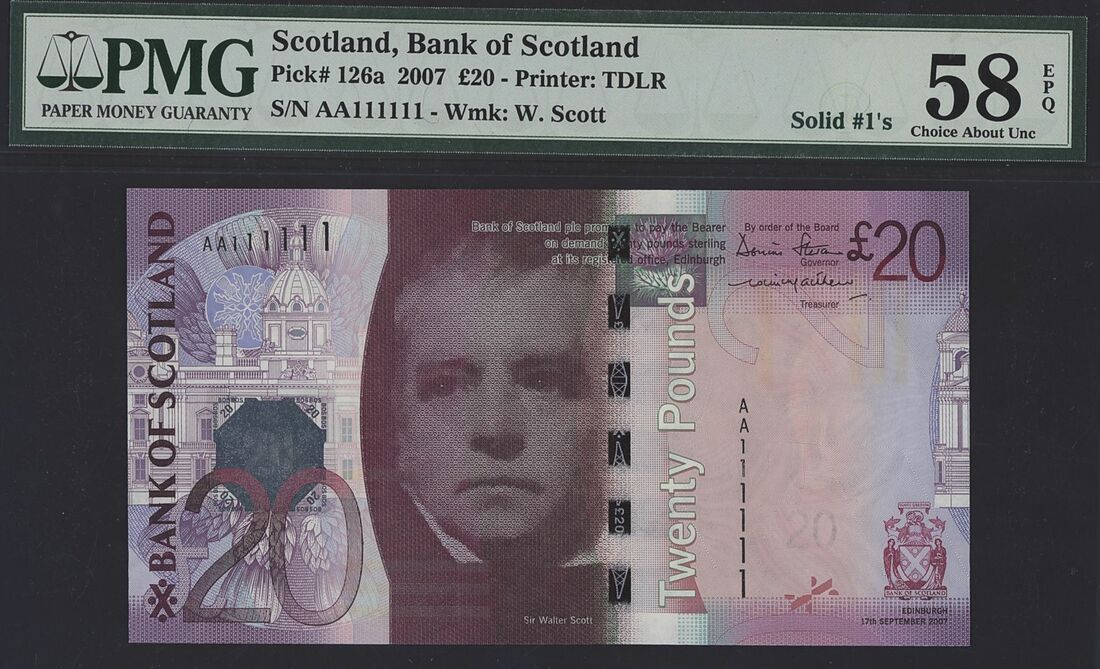 PMG
PAPER MONEY GUARANTY
Scotland, Bank of Scotland
Pick# 126a 2007 £20 - Printer: TDLR
S/N AA111111 - Wmk: W. Scott
Solid #1's
58
EPQ
Choice About Unc
BANK OF SCOTLAND
AA111111
Bank of Scotland plc promises to pay the Bearer
on demand twenty pounds sterling
at its registered office, Edinburgh
By order of the Board
Governor
Treasurer
£20
Twenty Pounds
AA111111
20
20
£20
Sir Walter Scott
BANK OF SCOTLAND
EDINBURGH
17th SEPTEMBER 2007